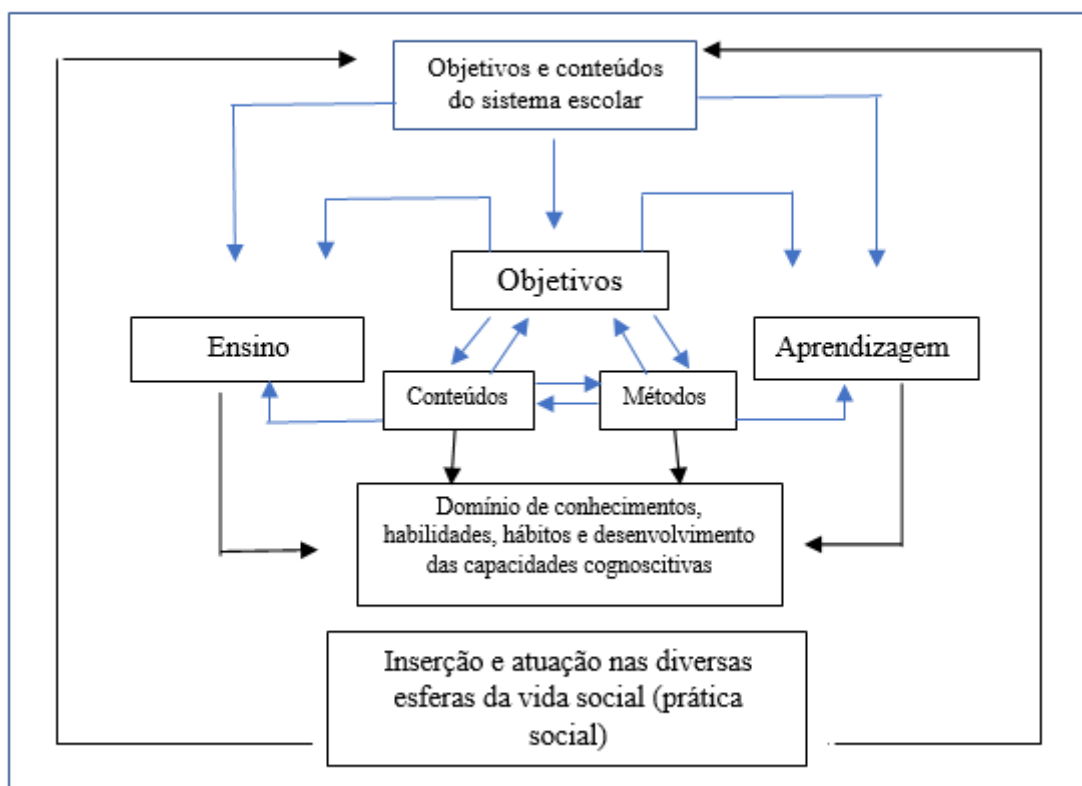 Objetivos e conteúdos
do sistema escolar
Objetivos
Ensino
Aprendizagem
Conteúdos
Métodos
Domínio de conhecimentos,
habilidades, hábitos e desenvolvimento
das capacidades cognoscitivas
Inserção e atuação nas diversas
esferas da vida social (prática
social)